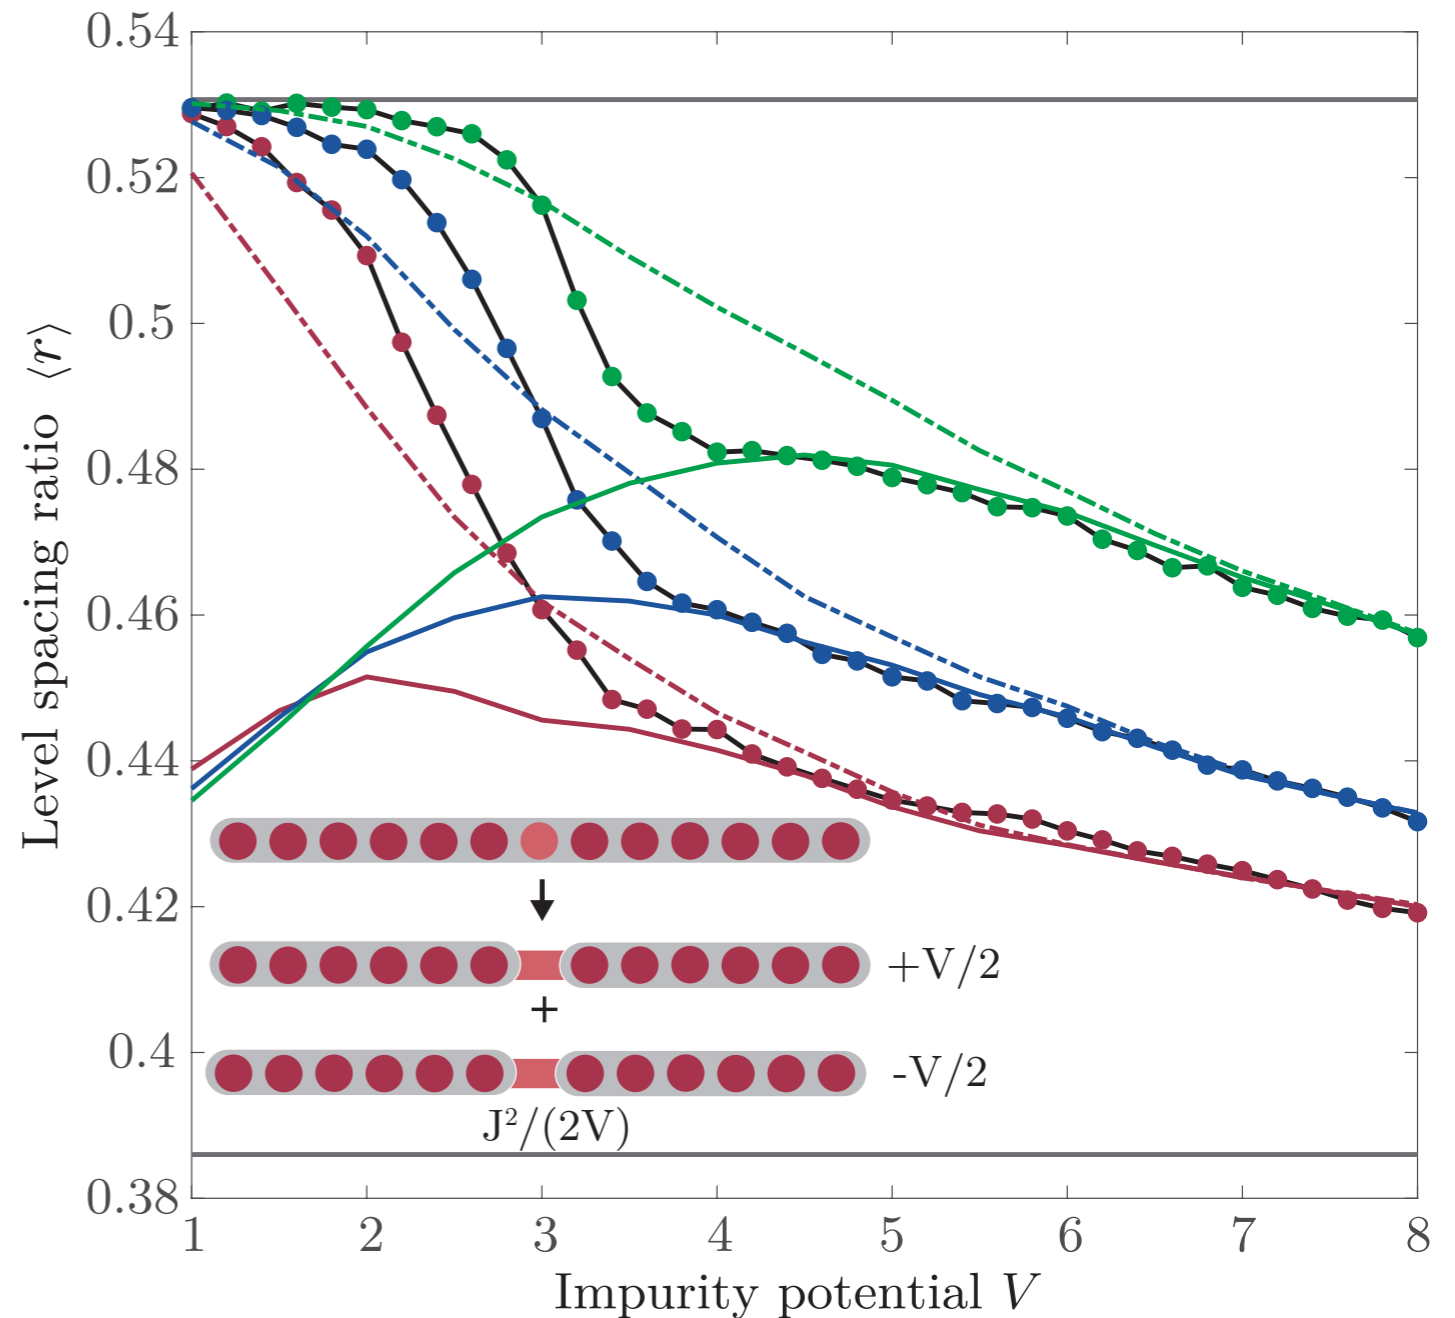 0.54
0.52
0.5
0.48
0.46
0.44
0.42
0.4
0.38
Level spacing ratio ⟨r⟩
+V/2
+
-V/2
J²/(2V)
1 2 3 4 5 6 7 8
Impurity potential V